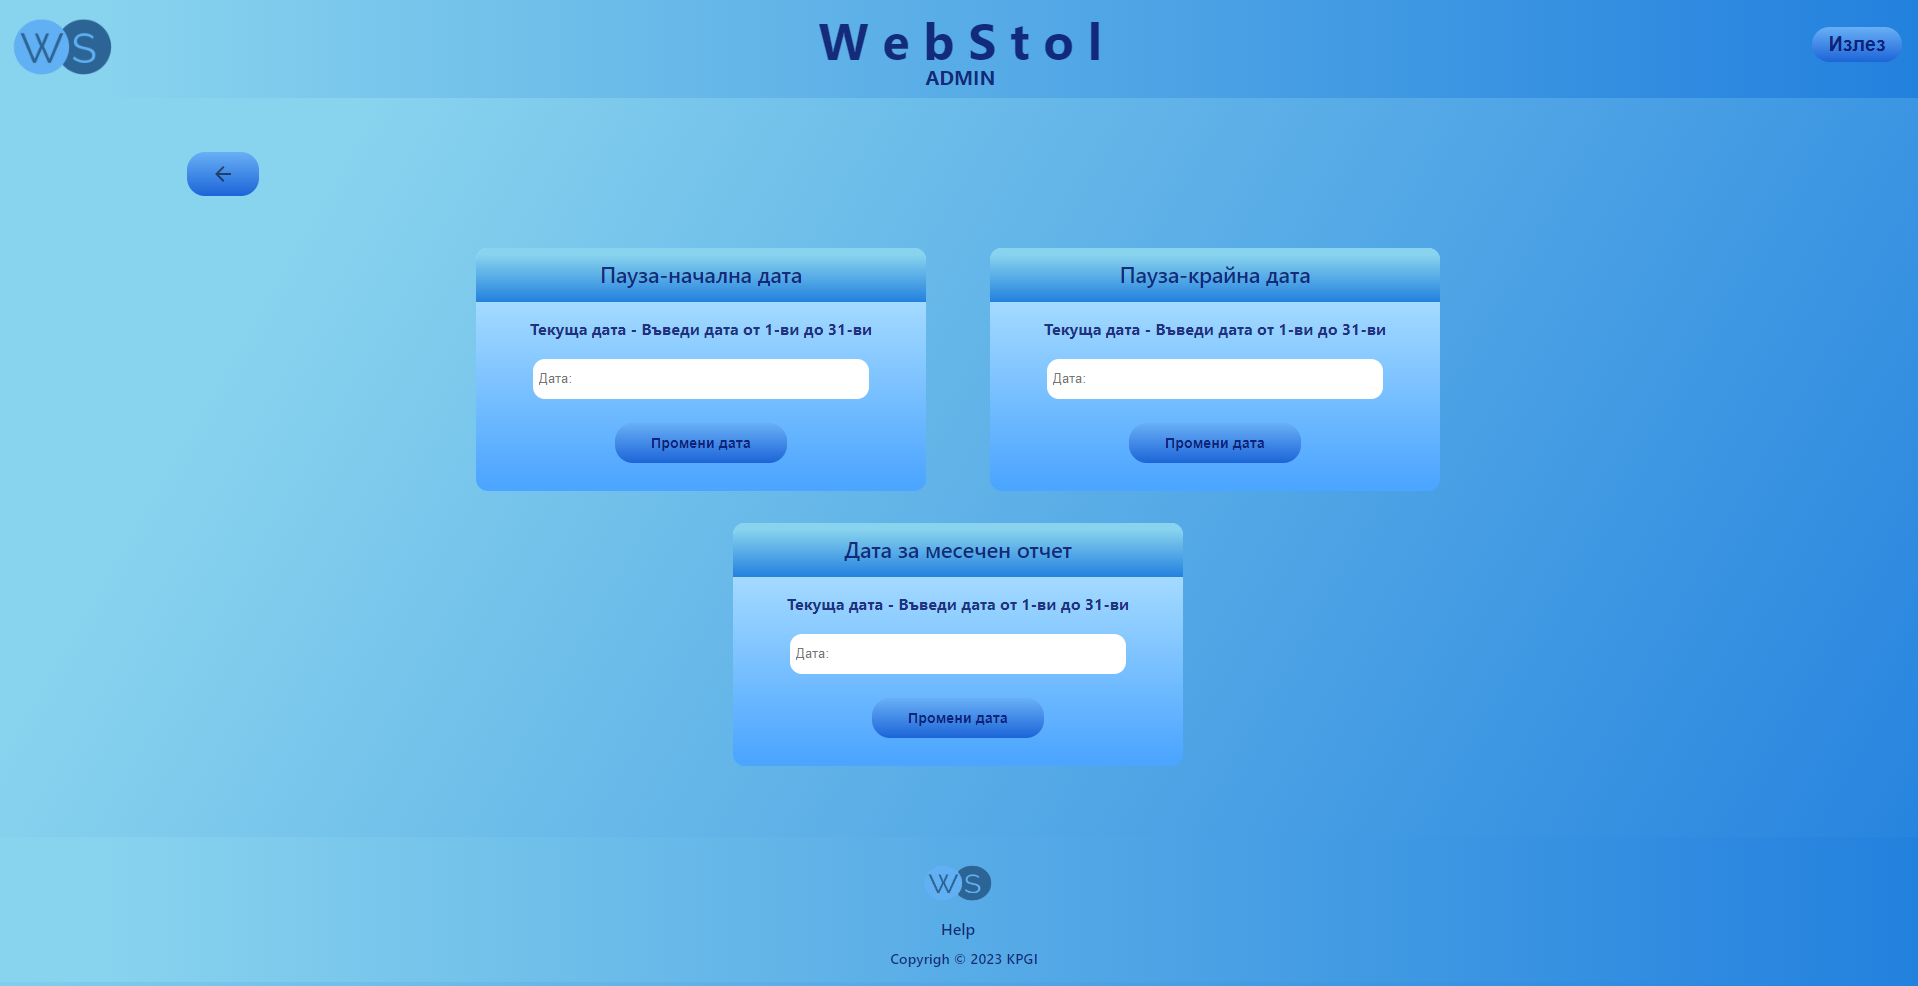 WS
WebStol
ADMIN
Излез
Пауза-начална дата
Текуща дата - Въведи дата от 1-ви до 31-ви
Дата:
Промени дата
Пауза-крайна дата
Текуща дата - Въведи дата от 1-ви до 31-ви
Дата:
Промени дата
Дата за месечен отчет
Текуща дата - Въведи дата от 1-ви до 31-ви
Дата:
Промени дата
WS
Help
Copyrigh © 2023 KPGI